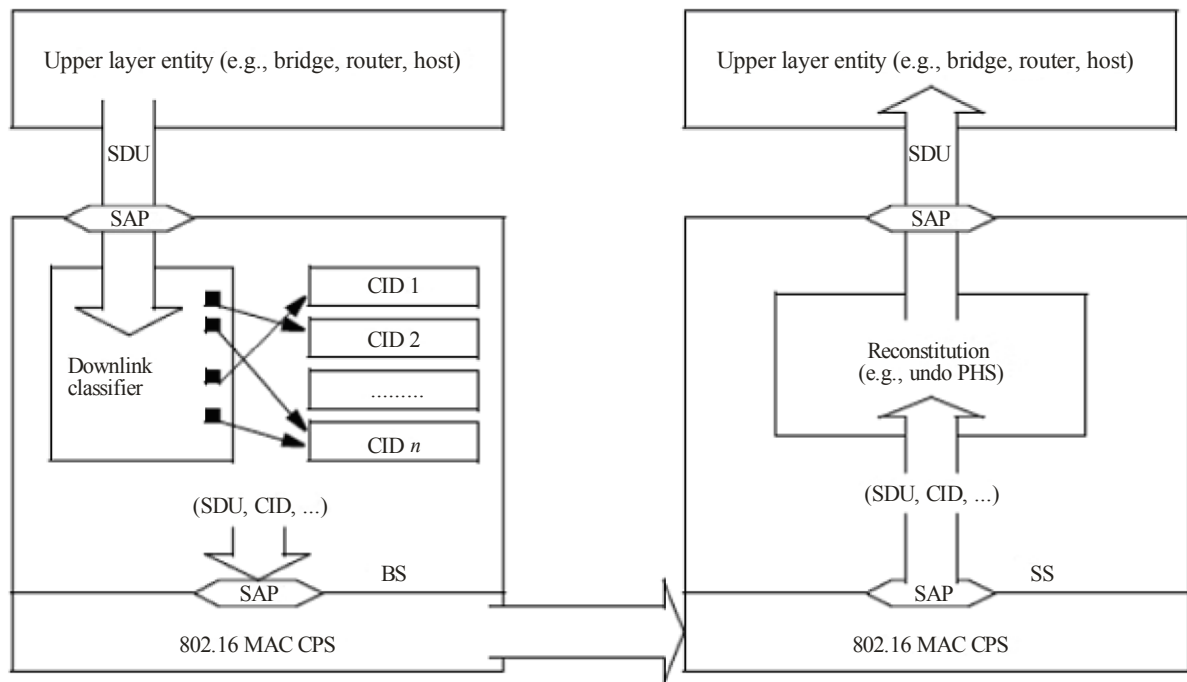 Upper layer entity (e.g., bridge, router, host)
SDU
SAP
Downlink
classifier
CID 1
CID 2
.........
CID n
(SDU, CID, ...)
SAP
BS
802.16 MAC CPS
Upper layer entity (e.g., bridge, router, host)
SDU
SAP
Reconstitution
(e.g., undo PHS)
(SDU, CID, ...)
SAP
SS
802.16 MAC CPS